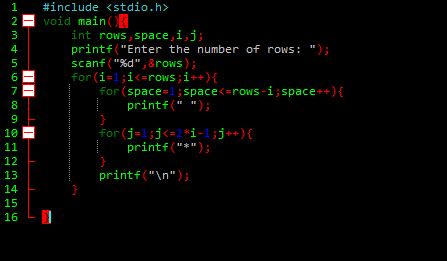 1 #include <stdio.h>
2 void main(){
3 int rows,space,i,j;
4 printf("Enter the number of rows: ");
5 scanf("%d",&rows);
6 for(i=1;i<=rows;i++){
7 for(space=1;space<=rows-i;space++){
8 printf(" ");
9 }
10 for(j=1;j<=2*i-1;j++){
11 printf("*");
12 }
13 printf("\n");
14 }
15
16 }